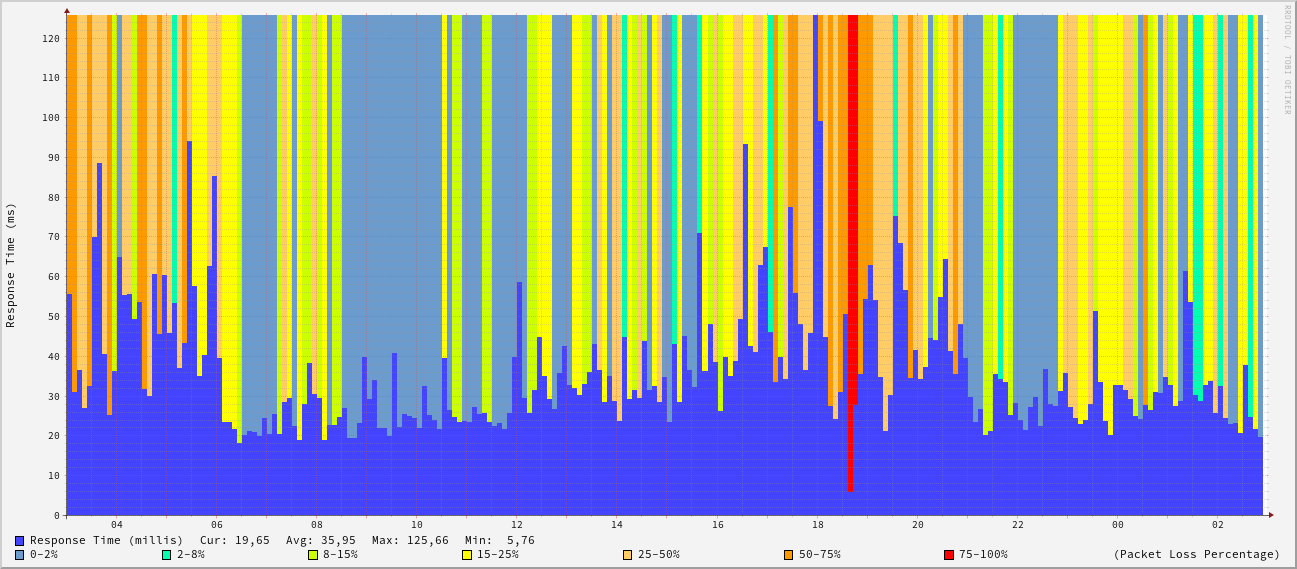 RRDTOOL / TOBI OETIKER
Response Time (ms)
120
110
100
90
80
70
60
50
40
30
20
10
0
04 06 08 10 12 14 16 18 20 22 00 02
Response Time (millis) Cur: 19,65 Avg: 35,95 Max: 125,66 Min: 5,76
0-2% 2-8% 8-15% 15-25% 25-50% 50-75% 75-100% (Packet Loss Percentage)